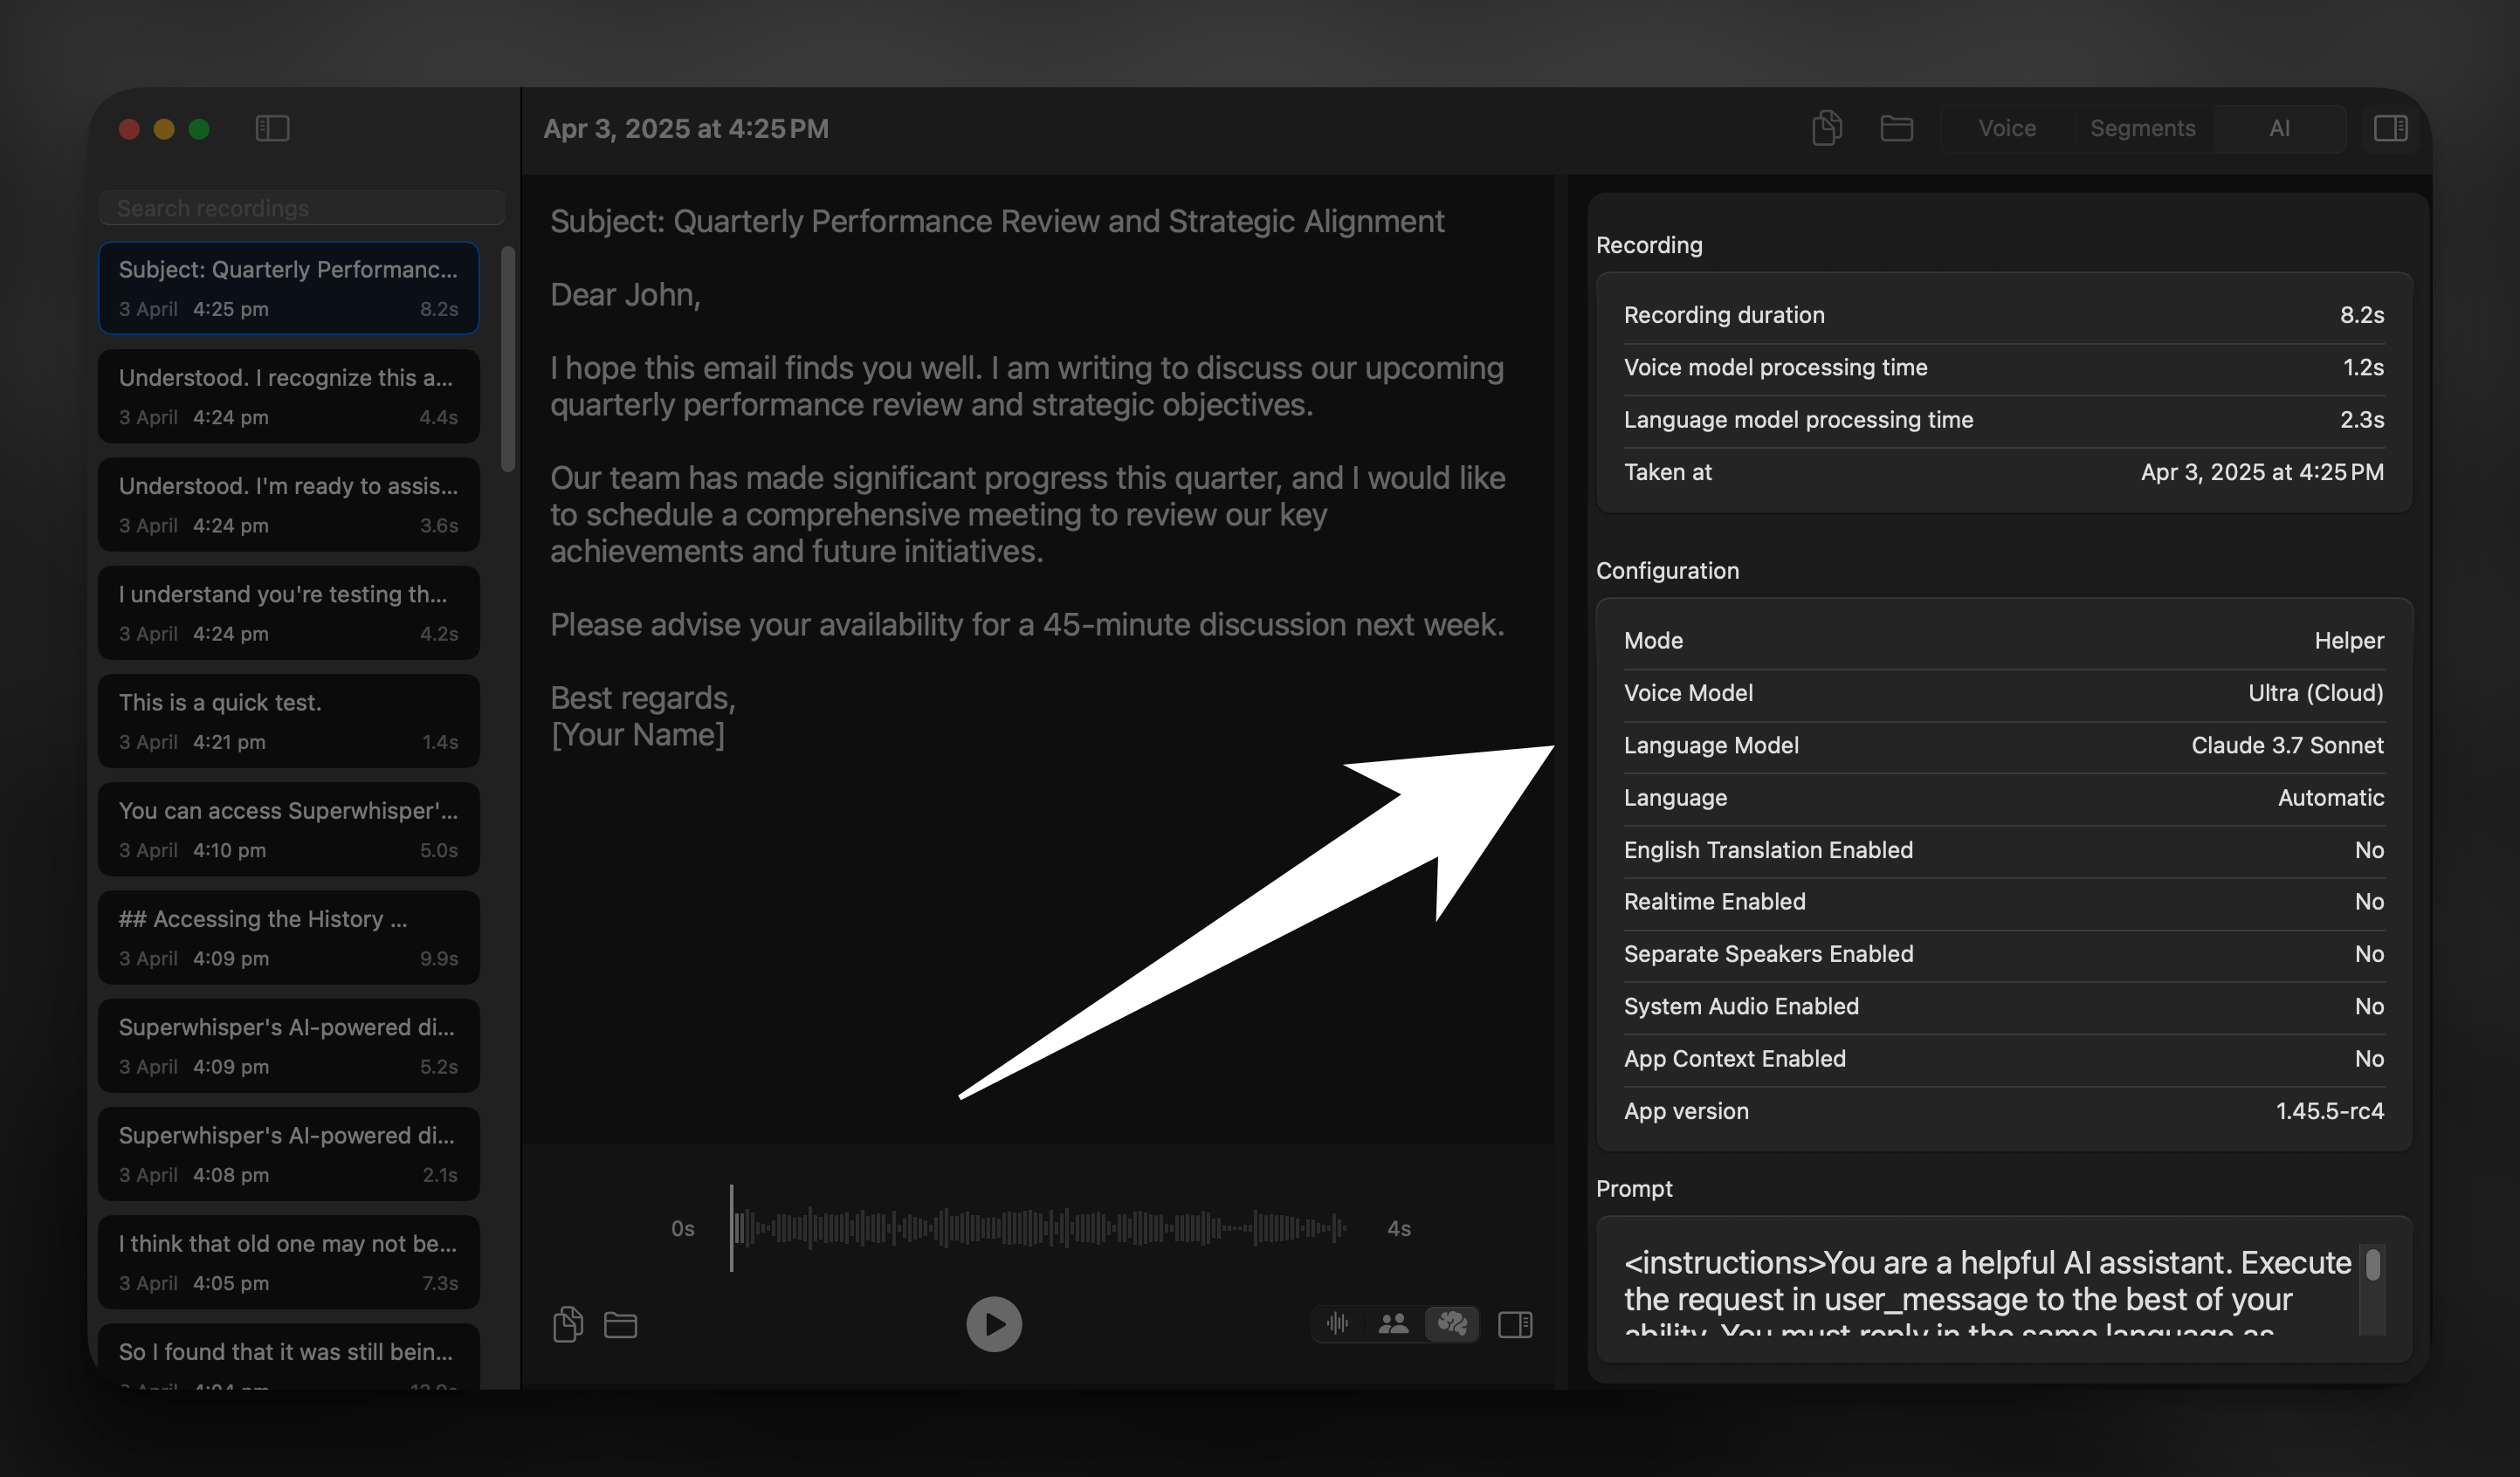 Apr 3, 2025 at 4:25 PM
Voice
Segments
AI
Search recordings
Subject: Quarterly Performanc...
3 April 4:25 pm 8.2s
Understood. I recognize this a...
3 April 4:24 pm 4.4s
Understood. I'm ready to assis...
3 April 4:24 pm 3.6s
I understand you're testing th...
3 April 4:24 pm 4.2s
This is a quick test.
3 April 4:21 pm 1.4s
You can access Superwhisper'...
3 April 4:10 pm 5.0s
## Accessing the History ...
3 April 4:09 pm 9.9s
Superwhisper's AI-powered di...
3 April 4:09 pm 5.2s
Superwhisper's AI-powered di...
3 April 4:08 pm 2.1s
I think that old one may not be...
3 April 4:05 pm 7.3s
So I found that it was still bein...
3 April 4:04 pm
Subject: Quarterly Performance Review and Strategic Alignment
Dear John,
I hope this email finds you well. I am writing to discuss our upcoming
quarterly performance review and strategic objectives.
Our team has made significant progress this quarter, and I would like
to schedule a comprehensive meeting to review our key
achievements and future initiatives.
Please advise your availability for a 45-minute discussion next week.
Best regards,
[Your Name]
0s
4s
Recording
Recording duration 8.2s
Voice model processing time 1.2s
Language model processing time 2.3s
Taken at Apr 3, 2025 at 4:25 PM
Configuration
Mode Helper
Voice Model Ultra (Cloud)
Language Model Claude 3.7 Sonnet
Language Automatic
English Translation Enabled No
Realtime Enabled No
Separate Speakers Enabled No
System Audio Enabled No
App Context Enabled No
App version 1.45.5-rc4
Prompt
<instructions>You are a helpful AI assistant. Execute
the request in user_message to the best of your
ability. You must reply in the same language as